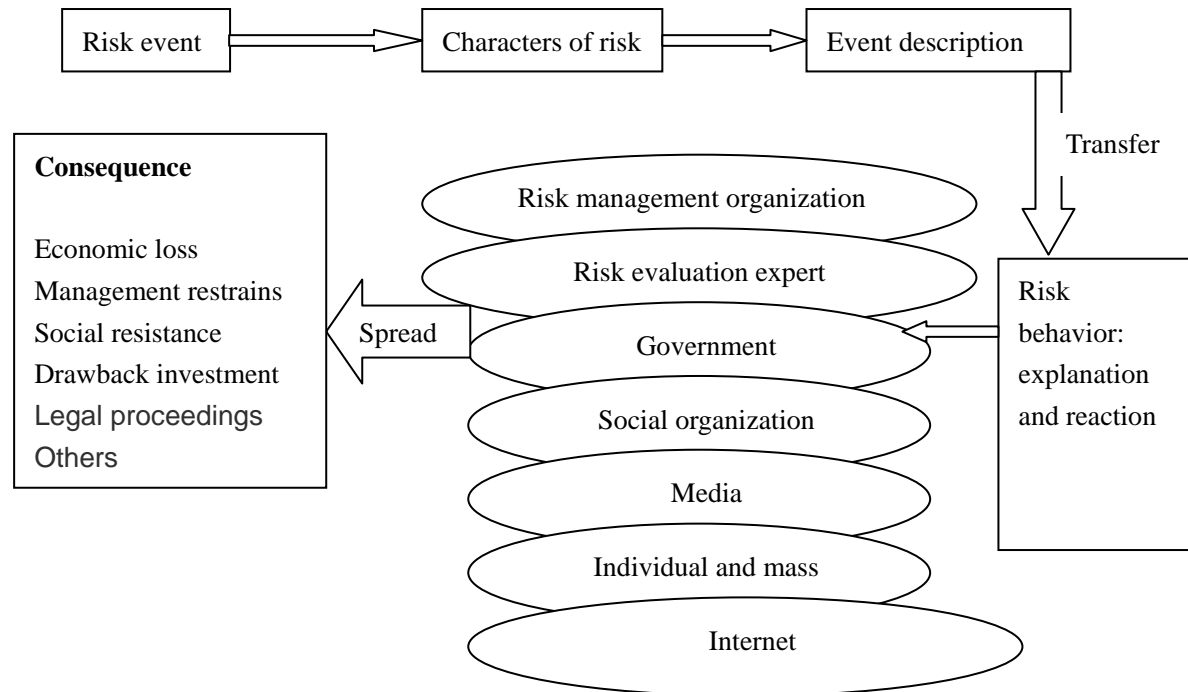 Risk event
Characters of risk
Event description
Transfer
Consequence
Economic loss
Management restrains
Social resistance
Drawback investment
Legal proceedings
Others
Spread
Risk management organization
Risk evaluation expert
Government
Social organization
Media
Individual and mass
Internet
Risk
behavior:
explanation
and reaction